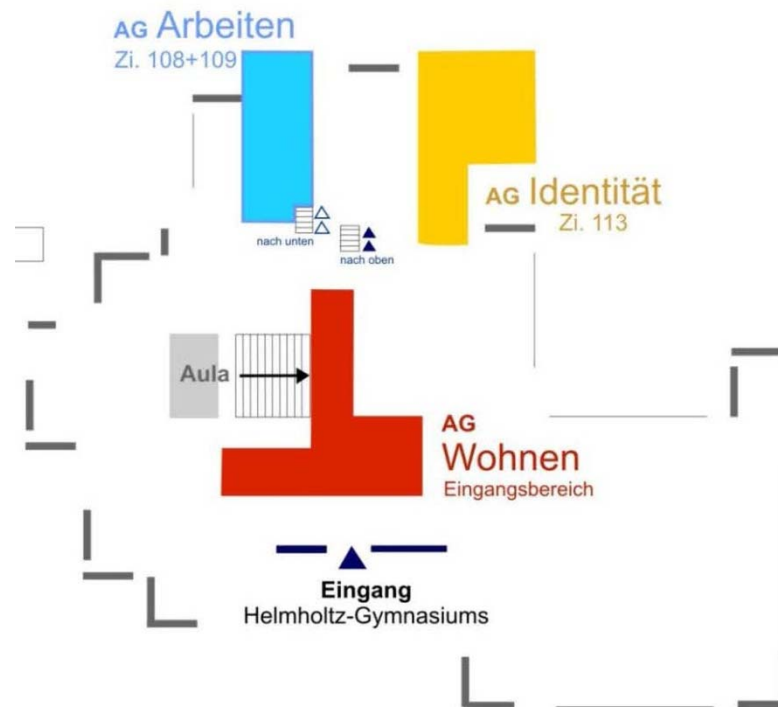 AG Arbeiten
Zi. 108+109
AG Identität
Zi. 113
nach unten
nach oben
Aula
AG
Wohnen
Eingangsbereich
Eingang
Helmholtz-Gymnasiums